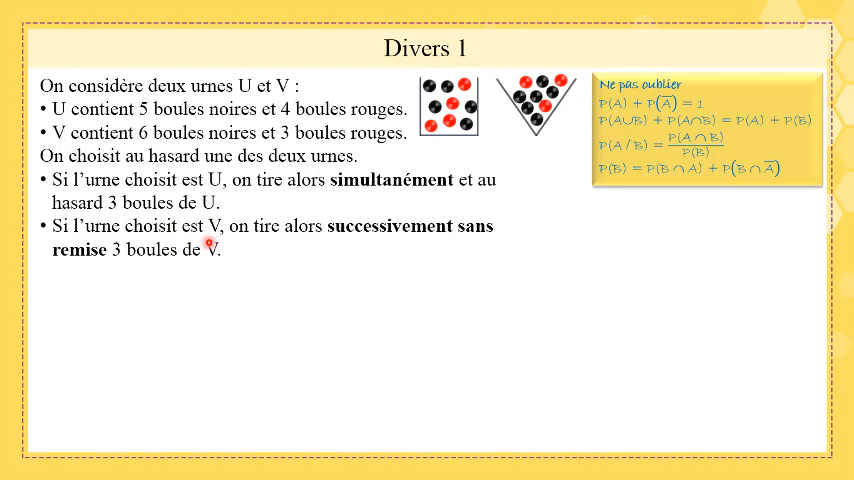 Divers 1
On considère deux urnes U et V :
• U contient 5 boules noires et 4 boules rouges.
• V contient 6 boules noires et 3 boules rouges.
On choisit au hasard une des deux urnes.
• Si l'urne choisit est U, on tire alors simultanément et au
hasard 3 boules de U.
• Si l'urne choisit est V, on tire alors successivement sans
remise 3 boules de V.
Ne pas oublier
P(A) + P(A̅) = 1
P(A∪B) + P(A∩B) = P(A) + P(B)
P(A/B) = P(A ∩ B) / P(B)
P(B) = P(B ∩ A) + P(B ∩ A̅)